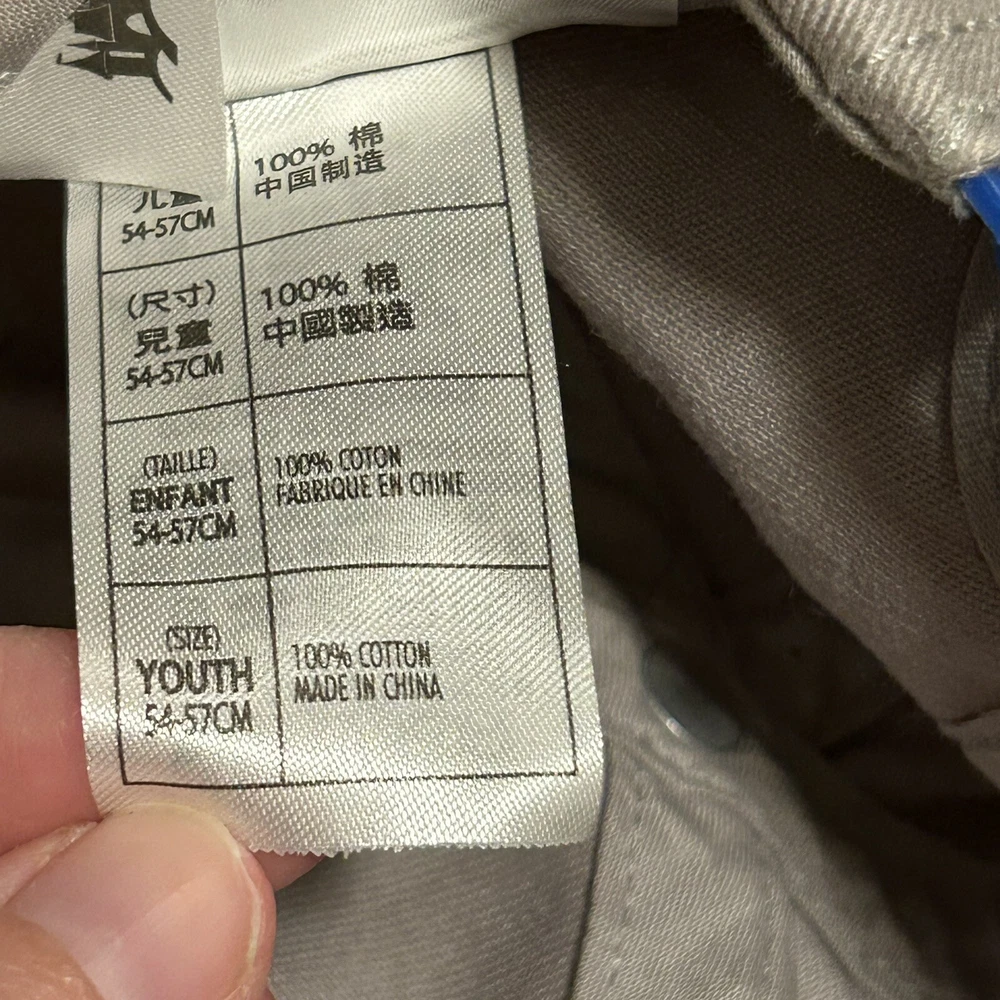 100% 棉
中国制造
儿童
54-57CM
(尺寸)
兒童
54-57CM
100% 棉
中國製造
(TAILLE)
ENFANT
54-57CM
100% COTON
FABRIQUE EN CHINE
(SIZE)
YOUTH
54-57CM
100% COTTON
MADE IN CHINA